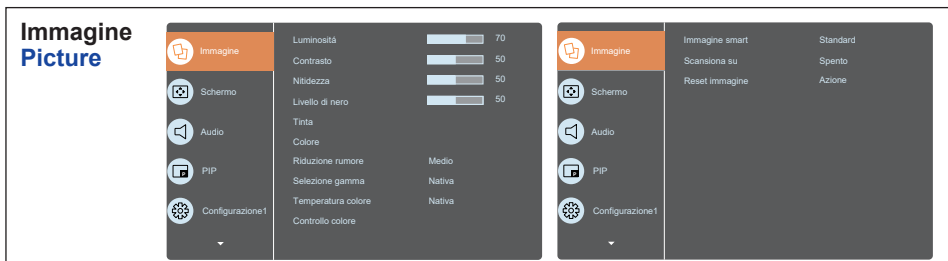 Immagine
Picture
Immagine
Schermo
Audio
PIP
Configurazione1
Luminosità 70
Contrasto 50
Nitidezza 50
Livello di nero 50
Tinta
Colore
Riduzione rumore Medio
Selezione gamma Nativa
Temperatura colore Nativa
Controllo colore
Immagine
Schermo
Audio
PIP
Configurazione1
Immagine smart Standard
Scansiona su Spento
Reset immagine Azione